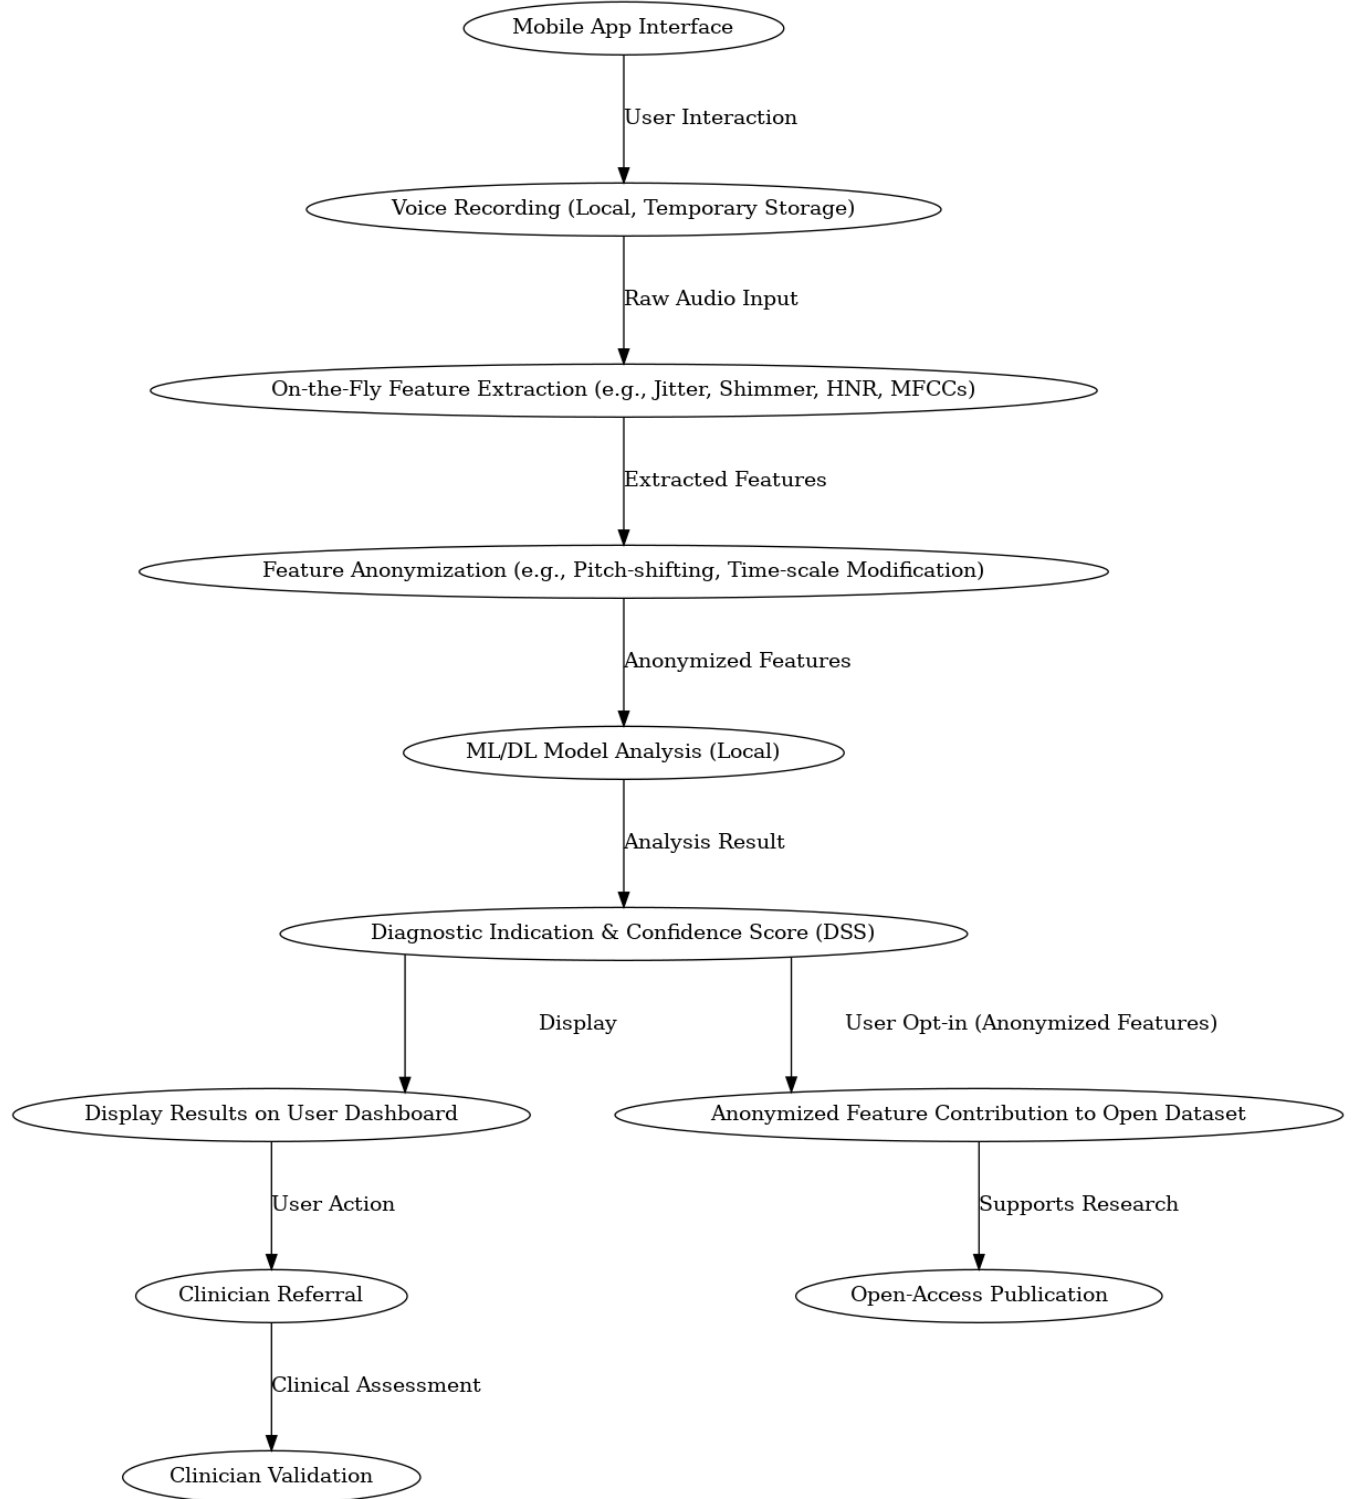 Mobile App Interface
User Interaction
Voice Recording (Local, Temporary Storage)
Raw Audio Input
On-the-Fly Feature Extraction (e.g., Jitter, Shimmer, HNR, MFCCs)
Extracted Features
Feature Anonymization (e.g., Pitch-shifting, Time-scale Modification)
Anonymized Features
ML/DL Model Analysis (Local)
Analysis Result
Diagnostic Indication & Confidence Score (DSS)
Display
User Opt-in (Anonymized Features)
Display Results on User Dashboard
Anonymized Feature Contribution to Open Dataset
User Action
Supports Research
Clinician Referral
Open-Access Publication
Clinical Assessment
Clinician Validation